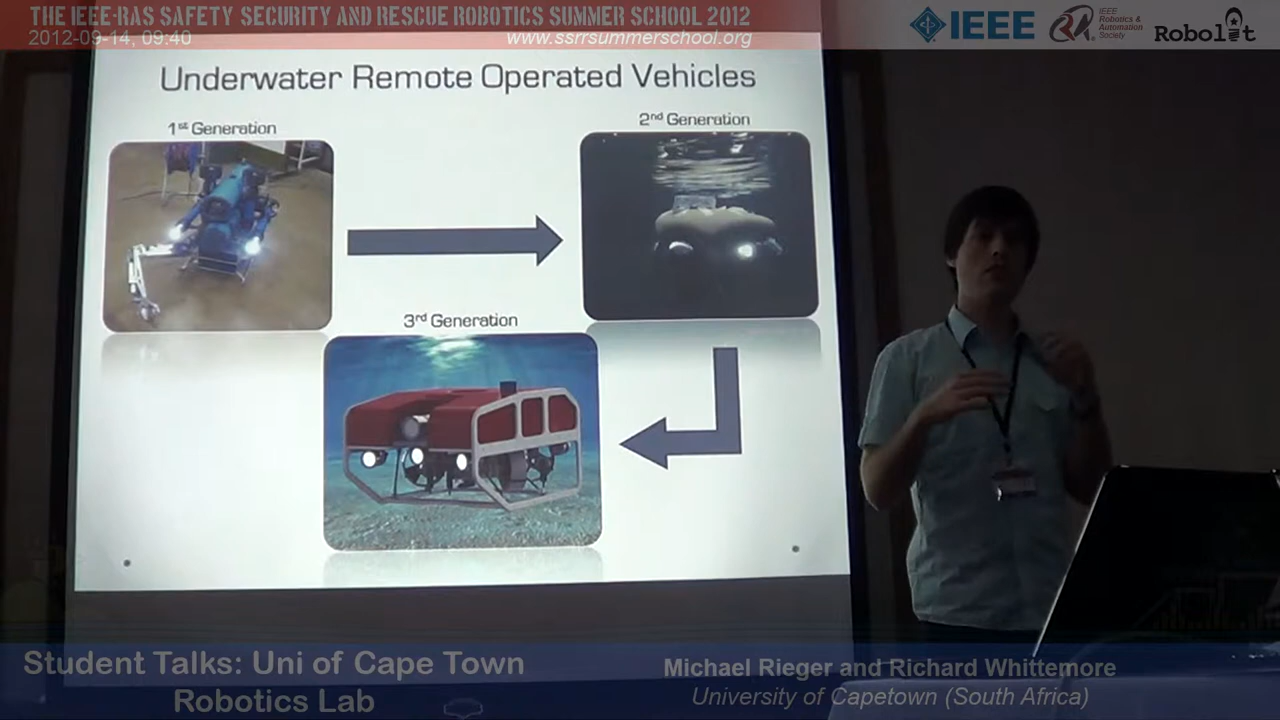 THE IEEE-RAS SAFETY SECURITY AND RESCUE ROBOTICS SUMMER SCHOOL 2012
2012-09-14, 09:40
www.ssrrsummerschool.org
IEEE
IEEE
Robotics &
Automation
Society
Robolit
Underwater Remote Operated Vehicles
1st Generation
2nd Generation
3rd Generation
Student Talks: Uni of Cape Town
Robotics Lab
Michael Rieger and Richard Whittemore
University of Capetown (South Africa)